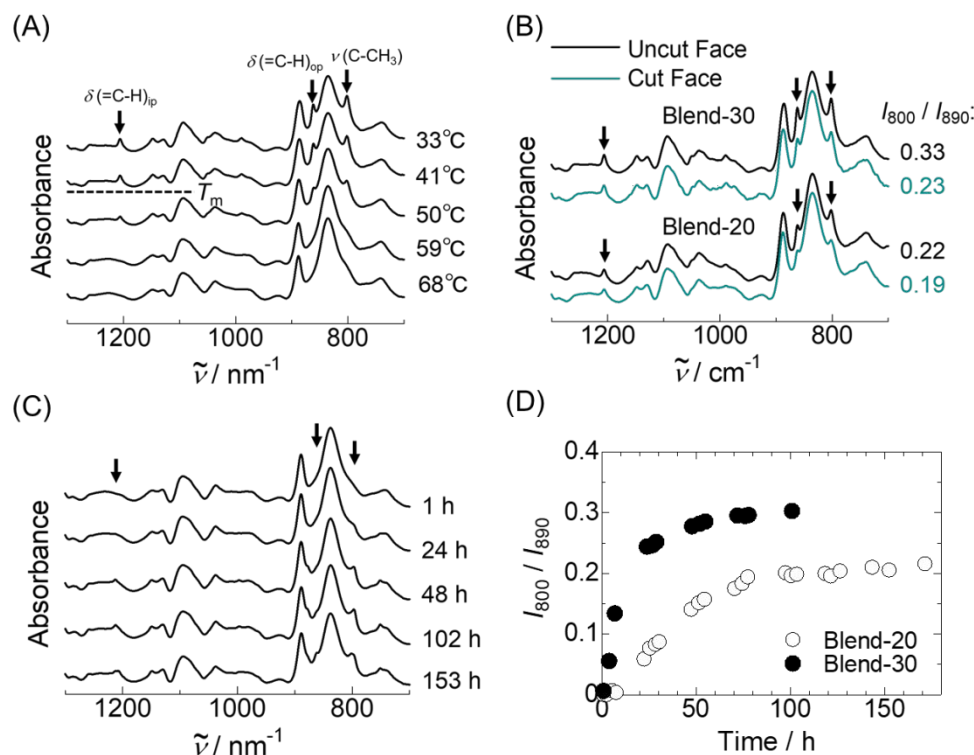 (A)
δ(=C-H)ip
δ(=C-H)op
ν(C-CH3)
33°C
41°C
Tm
50°C
59°C
68°C
Absorbance
1200 1000 800
ν̃ / nm-1
(B)
Uncut Face
Cut Face
Blend-30
I800 / I890:
0.33
0.23
Blend-20
0.22
0.19
Absorbance
1200 1000 800
ν̃ / cm-1
(C)
1 h
24 h
48 h
102 h
153 h
Absorbance
1200 1000 800
ν̃ / nm-1
(D)
0.4
0.3
0.2
0.1
0
I800 / I890
Blend-20
Blend-30
0 50 100 150
Time / h